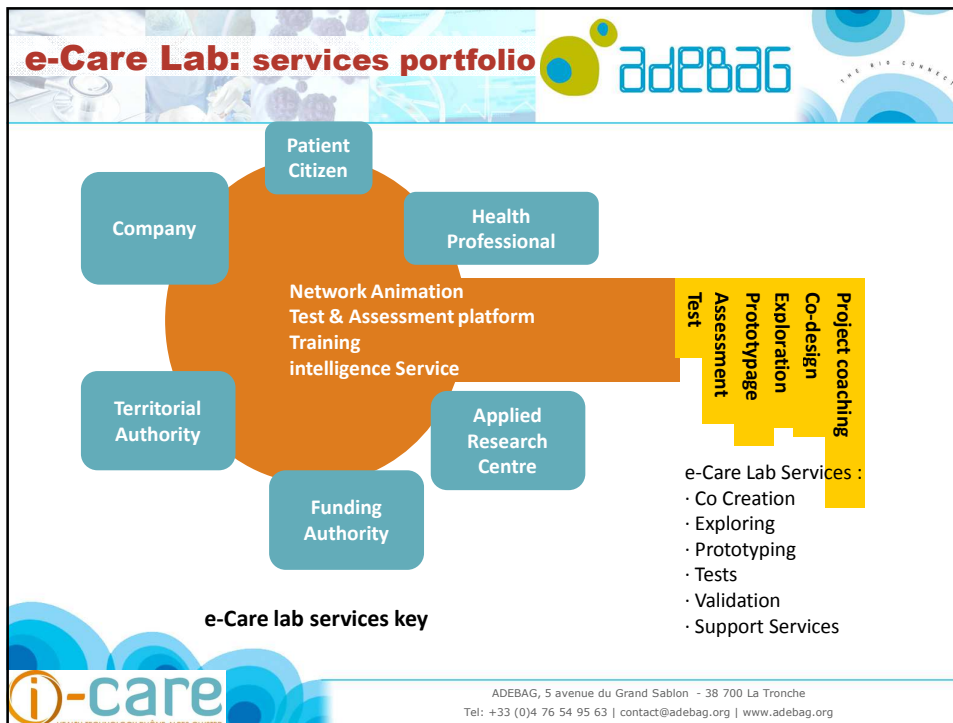 e-Care Lab: services portfolio
adebag
THE AIR CONNECT
Patient
Citizen
Company
Health
Professional
Network Animation
Test & Assessment platform
Training
intelligence Service
Test
Assessment
Prototypage
Exploration
Co-design
Project coaching
Territorial
Authority
Applied
Research
Centre
Funding
Authority
e-Care Lab Services :
· Co Creation
· Exploring
· Prototyping
· Tests
· Validation
· Support Services
e-Care lab services key
i-care
ADEBAG, 5 avenue du Grand Sablon - 38 700 La Tronche
Tel: +33 (0)4 76 54 95 63 | contact@adebag.org | www.adebag.org